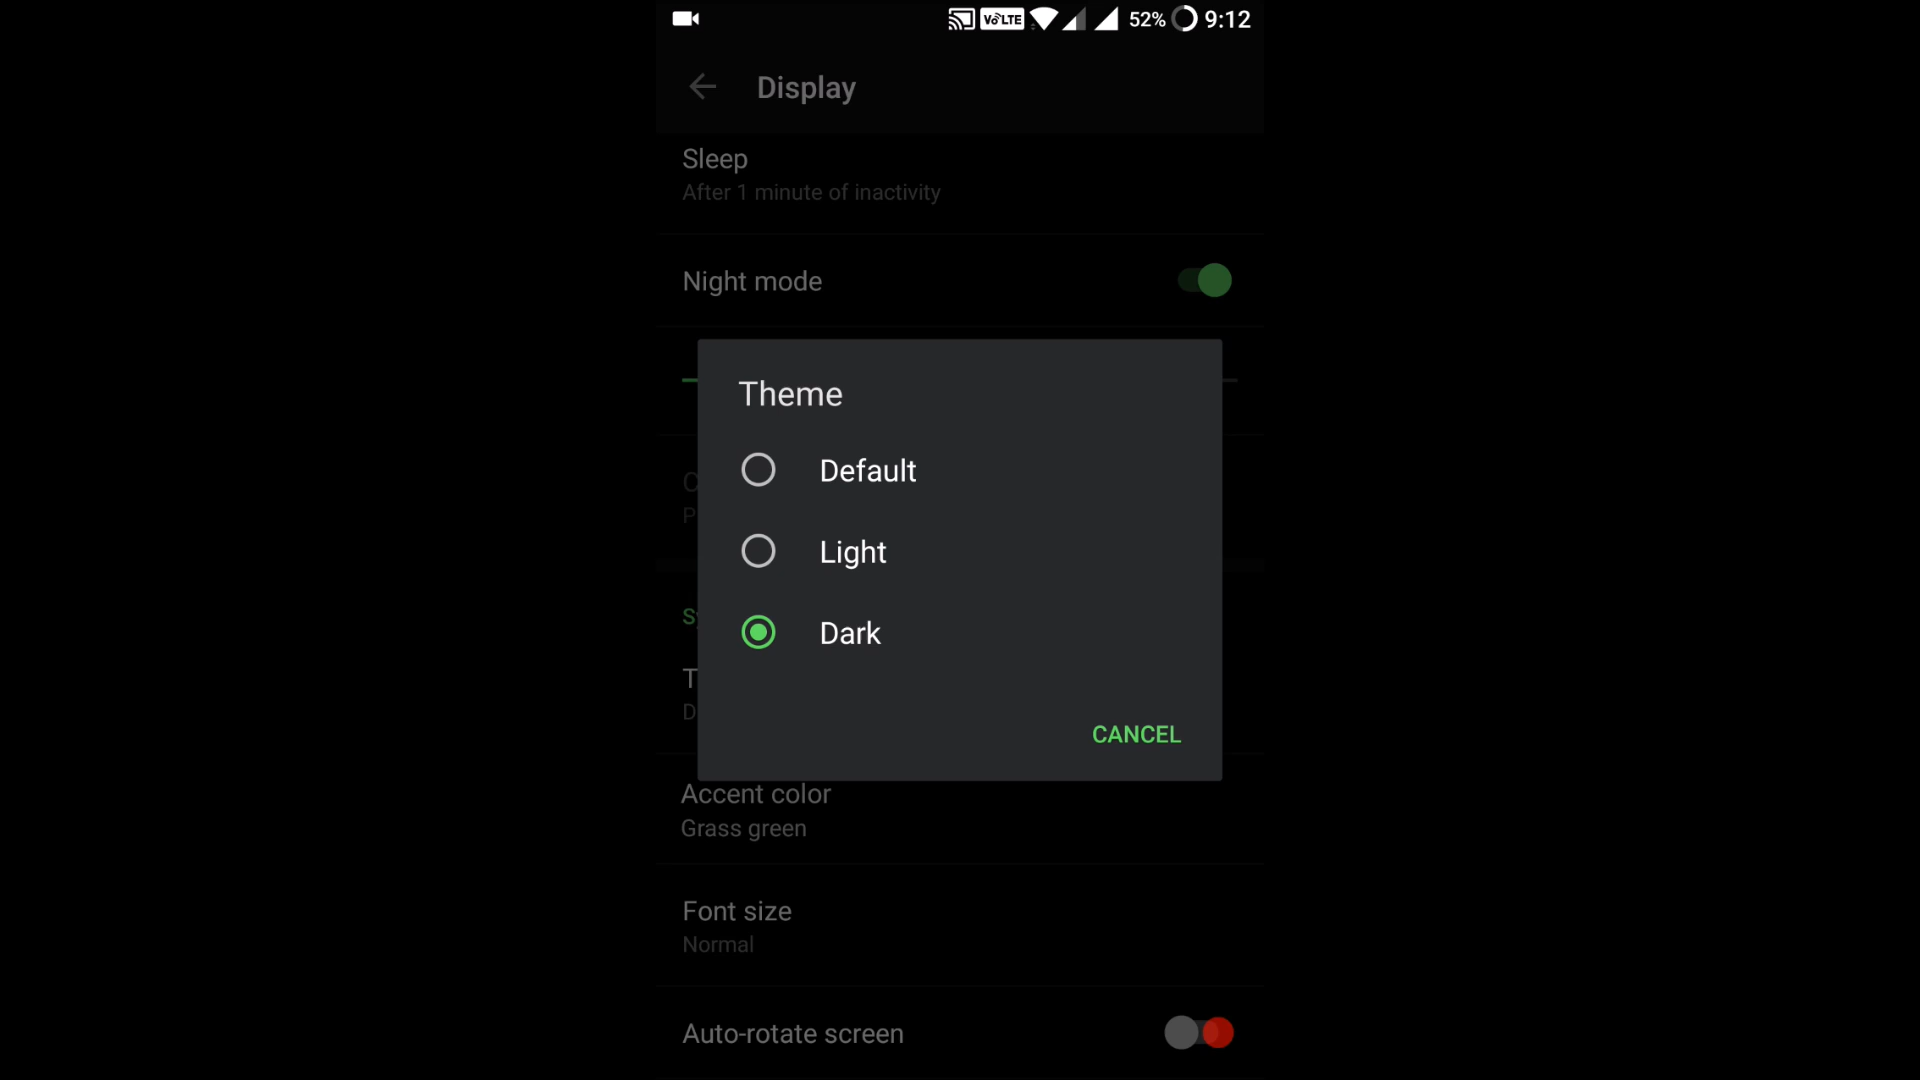 VoLTE 52% 9:12
Display
Sleep
After 1 minute of inactivity
Night mode
Theme
Default
Light
Dark
CANCEL
Accent color
Grass green
Font size
Normal
Auto-rotate screen